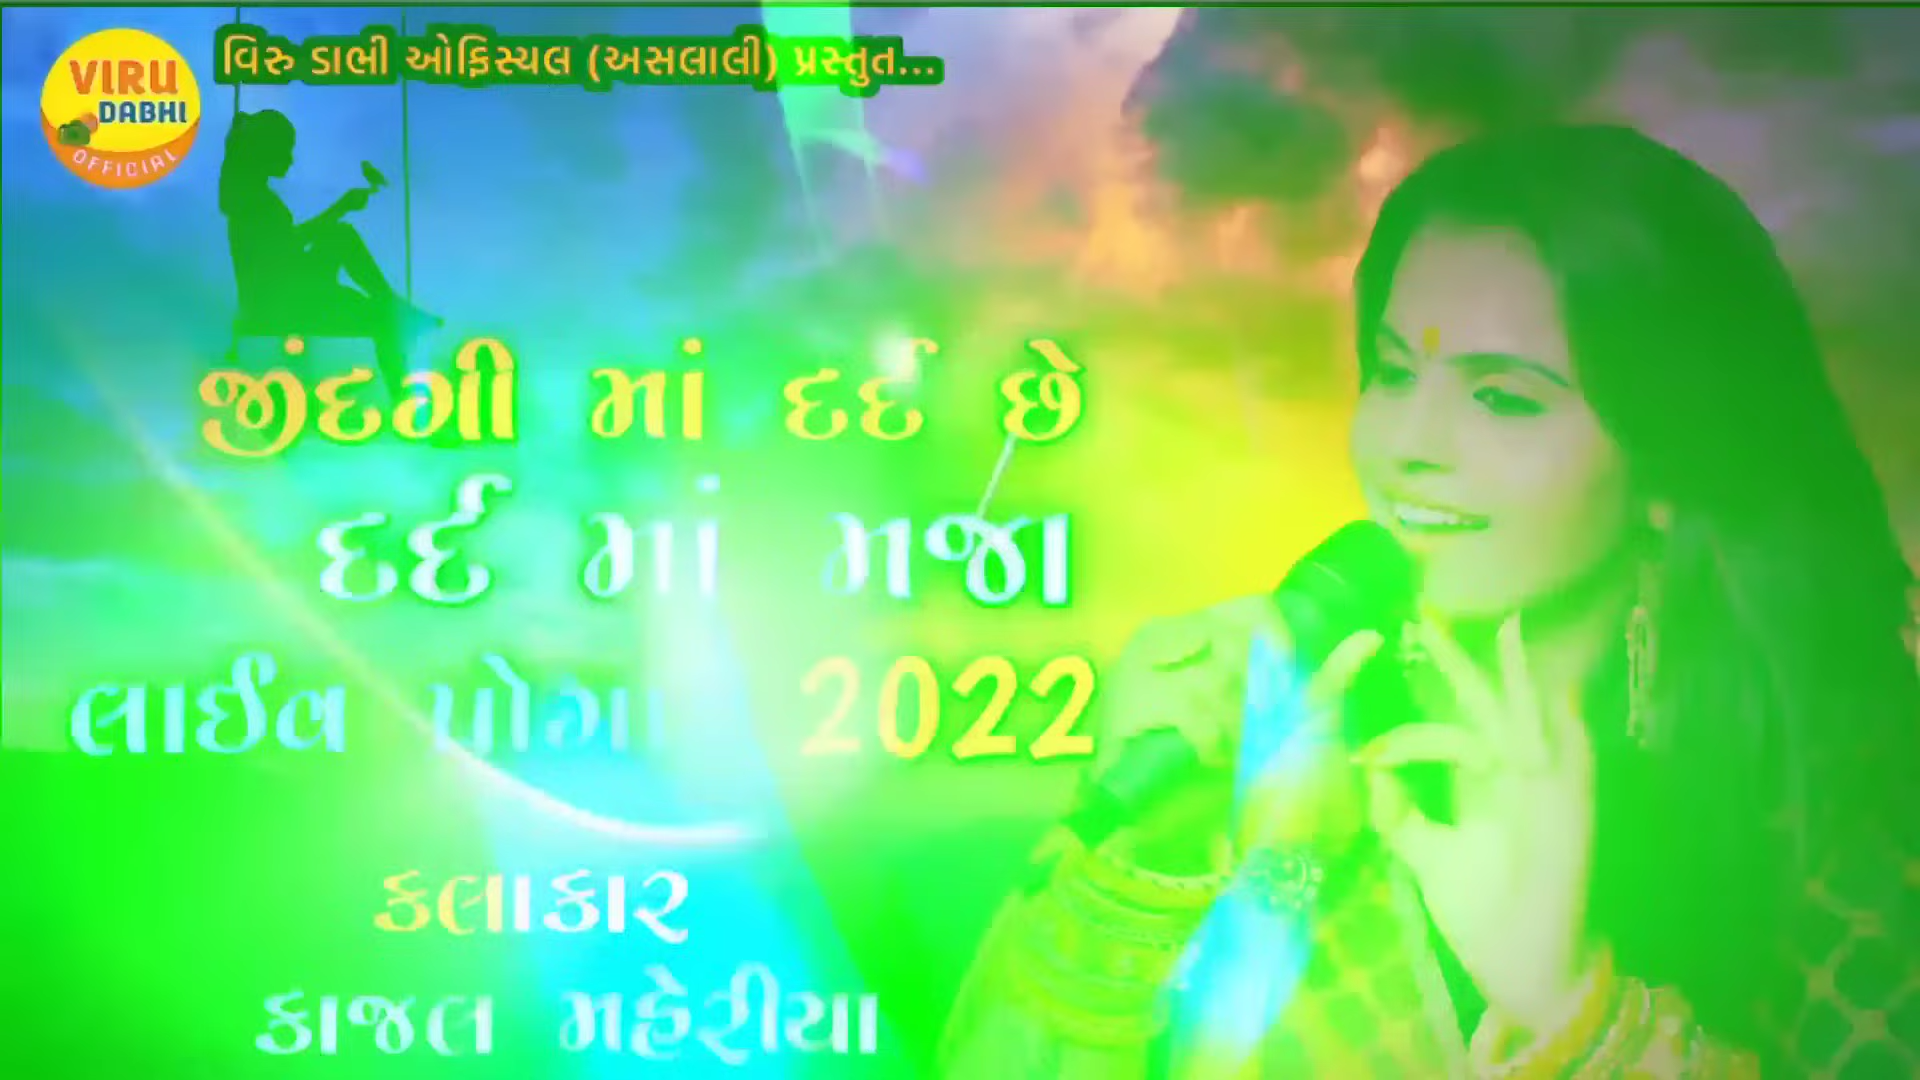 VIRU
DABHI
OFFICIAL
વિરુ ડાભી ઓફિસ્યલ (અસલાલી) પ્રસ્તુત...
જીંદગી માં દર્દ છે
દર્દ માં મજા
લાઈવ પોગ્રામ 2022
કલાકાર
કાજલ મહેરીયા